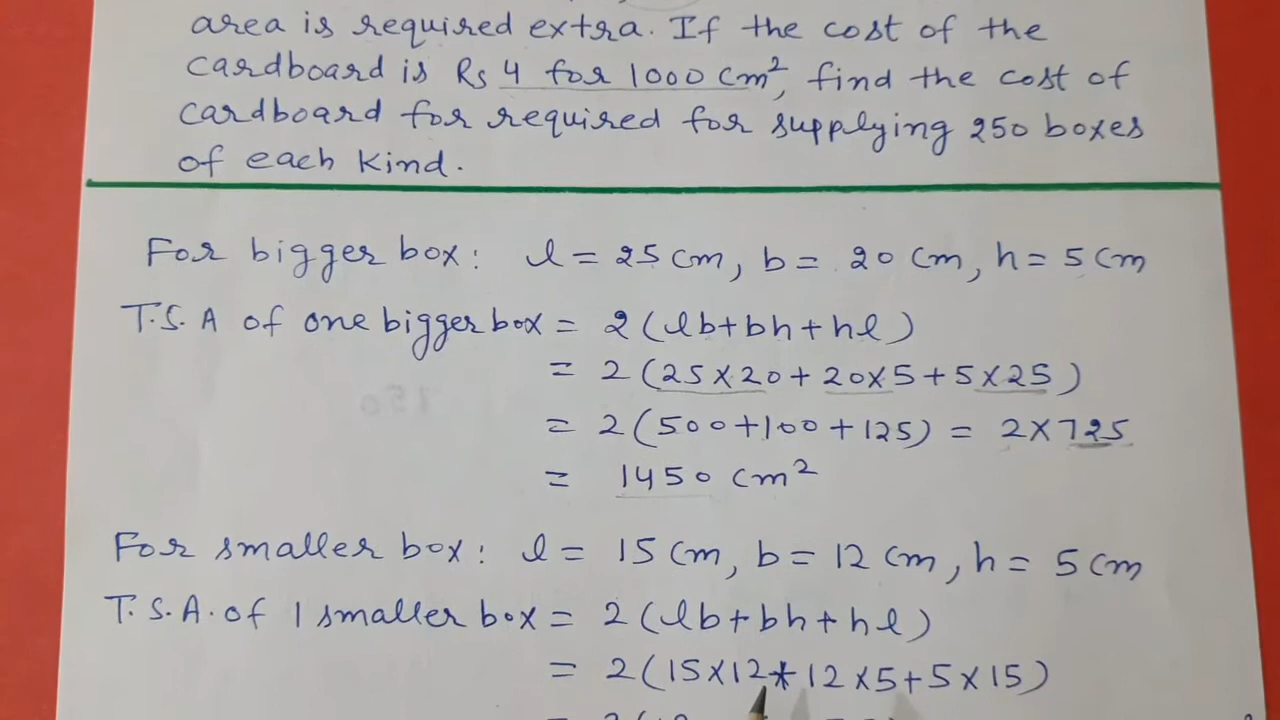 area is required extra. If the cost of the
cardboard is Rs 4 for 1000 cm², find the cost of
cardboard for required for supplying 250 boxes
of each kind.
For bigger box: l = 25 cm, b = 20 cm, h = 5 cm
T.S.A of one bigger box = 2(lb+bh+hl)
= 2(25×20+20×5+5×25)
= 2(500+100+125) = 2×725
= 1450 cm²
For smaller box: l = 15 cm, b = 12 cm, h = 5 cm
T.S.A. of 1 smaller box = 2(lb+bh+hl)
= 2(15×12+12×5+5×15)